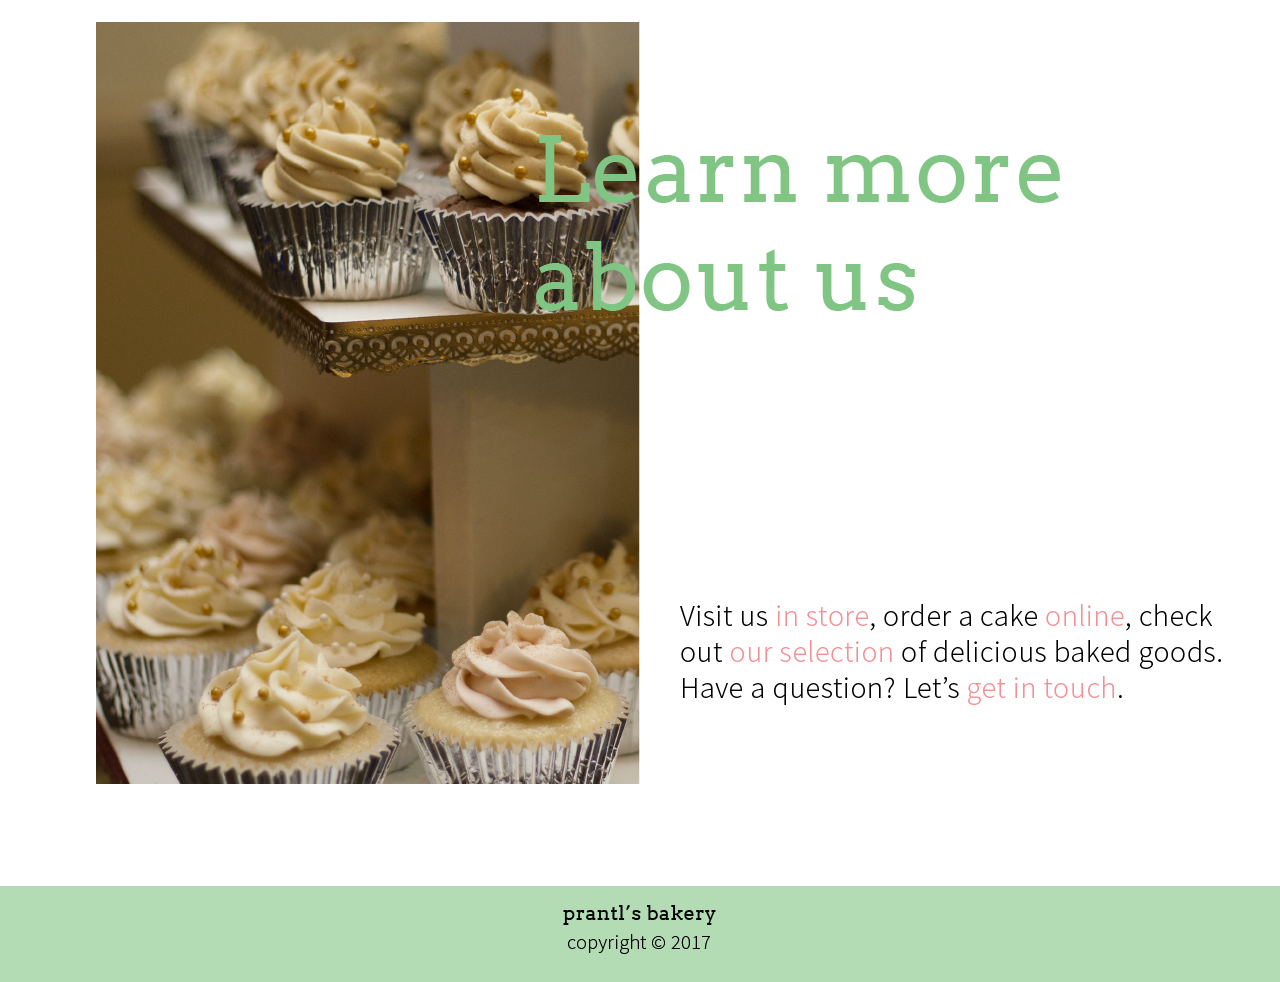 Learn more
about us
Visit us in store, order a cake online, check
out our selection of delicious baked goods.
Have a question? Let’s get in touch.
prantl’s bakery
copyright © 2017